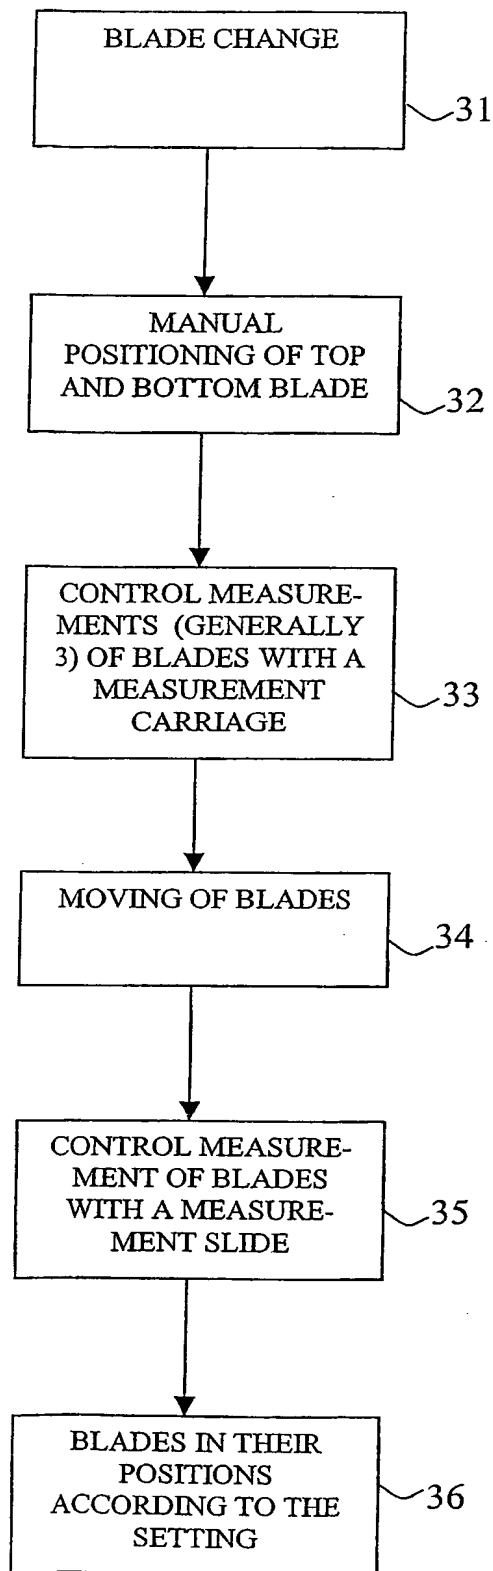 BLADE CHANGE
31
MANUAL
POSITIONING OF TOP
AND BOTTOM BLADE
32
CONTROL MEASURE-
MENTS (GENERALLY
3) OF BLADES WITH A
MEASUREMENT
CARRIAGE
33
MOVING OF BLADES
34
CONTROL MEASURE-
MENT OF BLADES
WITH A MEASURE-
MENT SLIDE
35
BLADES IN THEIR
POSITIONS
ACCORDING TO THE
SETTING
36